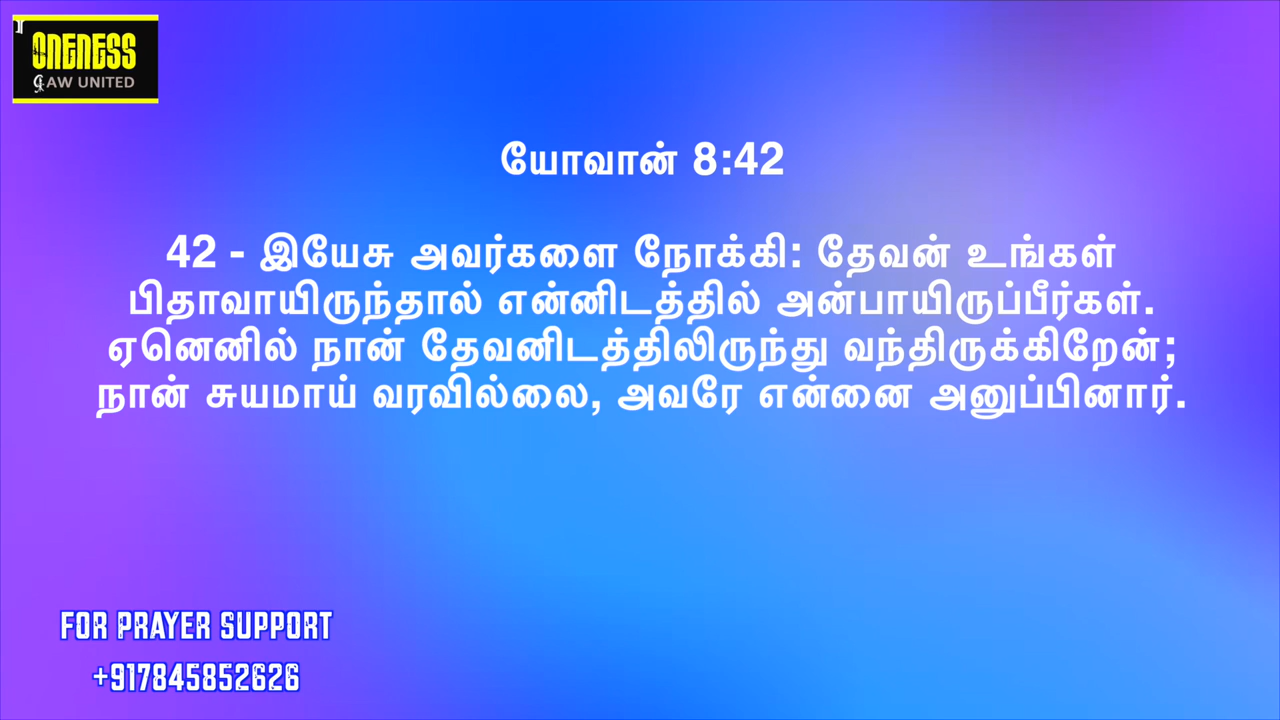 ONENESS
GAW UNITED
யோவான் 8:42
42 - இயேசு அவர்களை நோக்கி: தேவன் உங்கள்
பிதாவாயிருந்தால் என்னிடத்தில் அன்பாயிருப்பீர்கள்.
ஏனெனில் நான் தேவனிடத்திலிருந்து வந்திருக்கிறேன்;
நான் சுயமாய் வரவில்லை, அவரே என்னை அனுப்பினார்.
FOR PRAYER SUPPORT
+917845852626